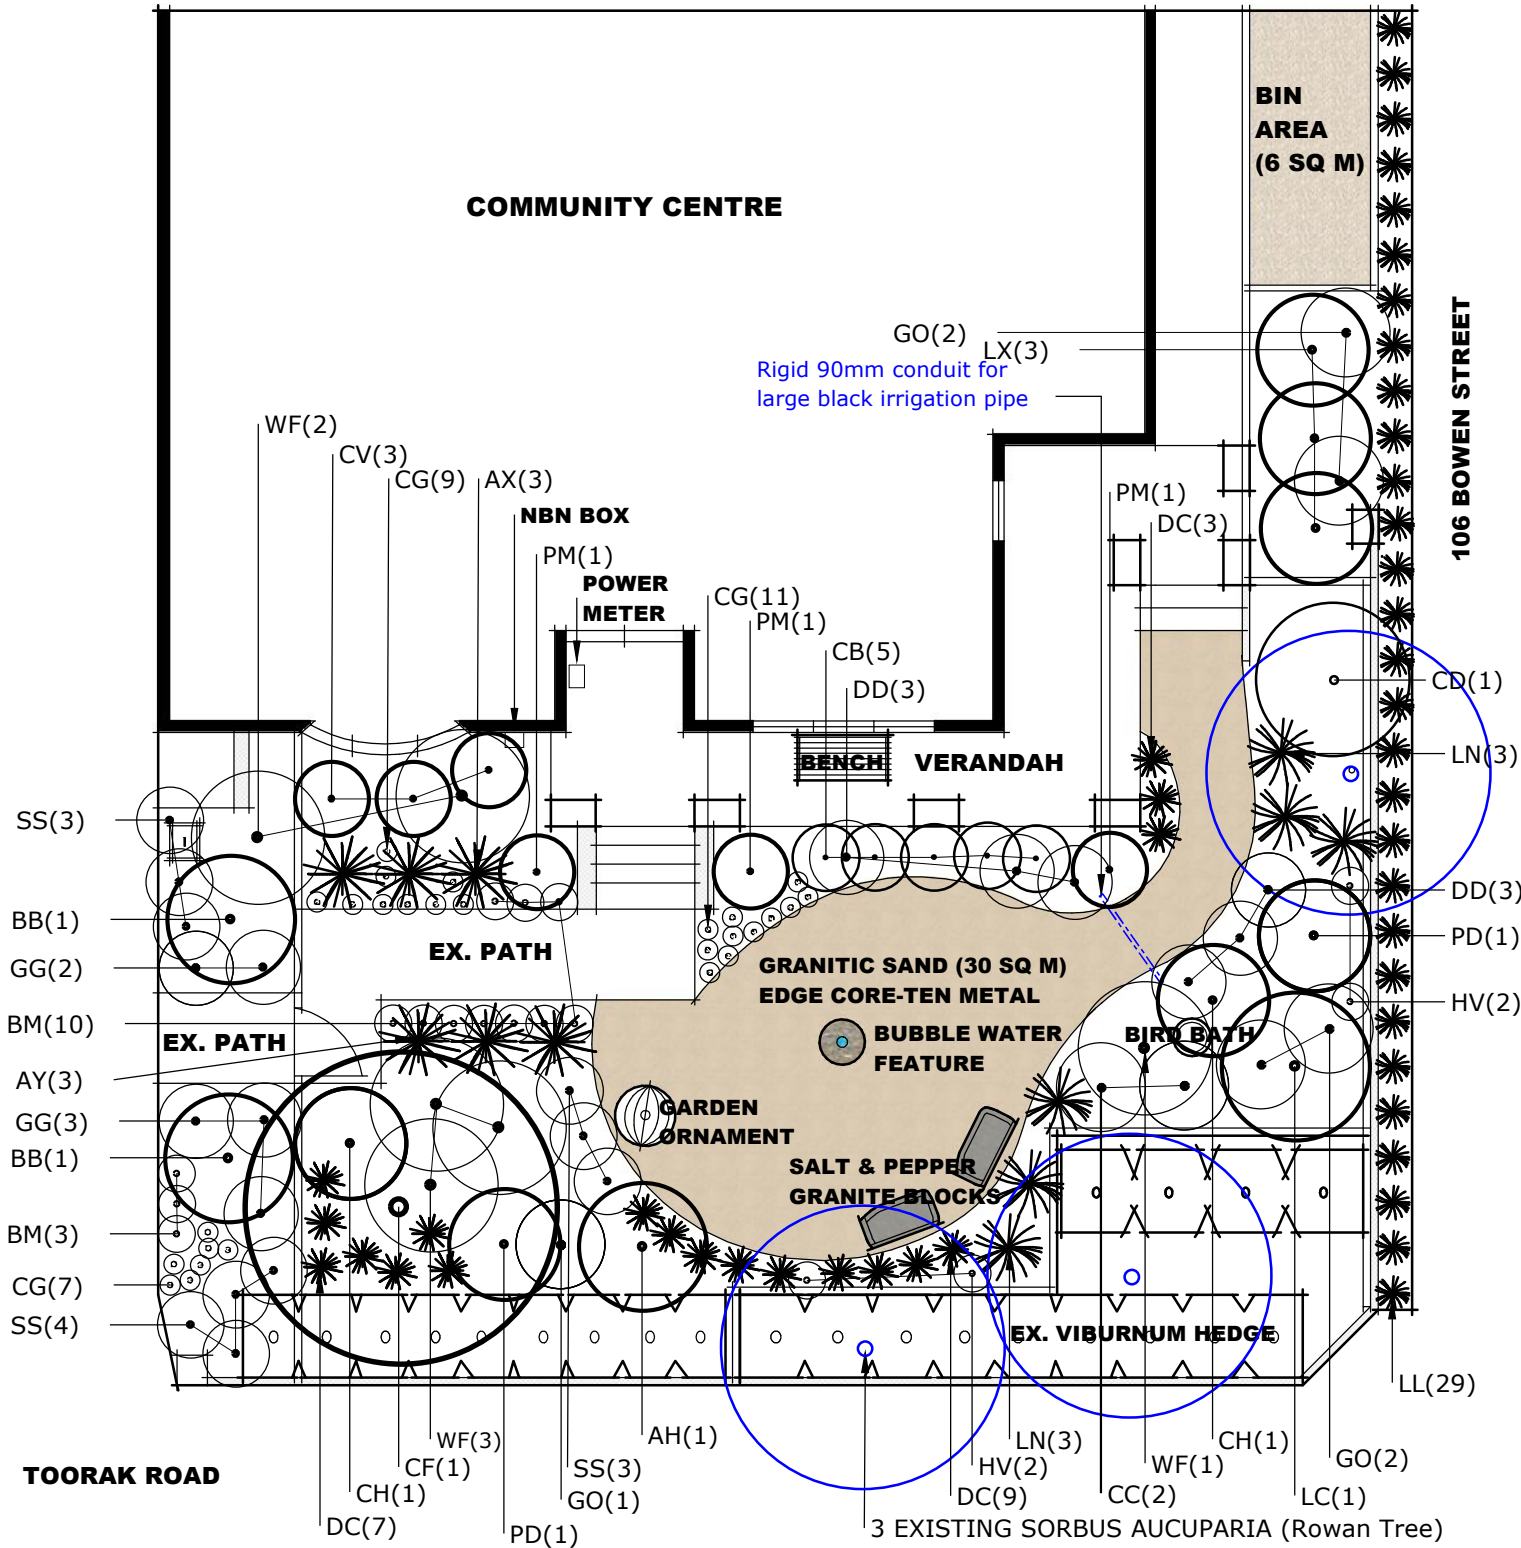 BIN
AREA
(6 SQ M)
COMMUNITY CENTRE
106 BOWEN STREET
GO(2)
LX(3)
Rigid 90mm conduit for
large black irrigation pipe
WF(2)
CV(3)
CG(9)
AX(3)
NBN BOX
PM(1)
DC(3)
PM(1)
POWER
METER
CG(11)
PM(1)
CB(5)
DD(3)
CD(1)
LN(3)
BENCH
VERANDAH
SS(3)
BB(1)
GG(2)
DD(3)
PD(1)
HV(2)
EX. PATH
GRANITIC SAND (30 SQ M)
EDGE CORE-TEN METAL
BM(10)
EX. PATH
BUBBLE WATER
FEATURE
BIRD BATH
AY(3)
GG(3)
BB(1)
GARDEN
ORNAMENT
SALT & PEPPER
GRANITE BLOCKS
BM(3)
CG(7)
SS(4)
EX. VIBURNUM HEDGE
LL(29)
TOORAK ROAD
WF(3)
CF(1)
CH(1)
DC(7)
AH(1)
SS(3)
GO(1)
PD(1)
LN(3)
HV(2)
DC(9)
CH(1)
WF(1)
CC(2)
GO(2)
LC(1)
3 EXISTING SORBUS AUCUPARIA (Rowan Tree)